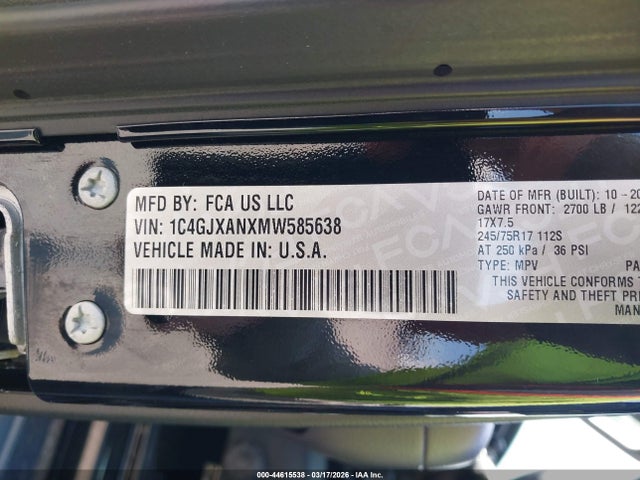 MFD BY: FCA US LLC
VIN: 1C4GJXANXMW585638
VEHICLE MADE IN: U.S.A.
DATE OF MFR (BUILT): 10 -20
GAWR FRONT: 2700 LB / 122
17X7.5
245/75R17 112S
AT 250 kPa / 36 PSI
TYPE: MPV PA
THIS VEHICLE CONFORMS T
SAFETY AND THEFT PRE
MAN
000-44615538 - 03/17/2026 - IAA Inc.